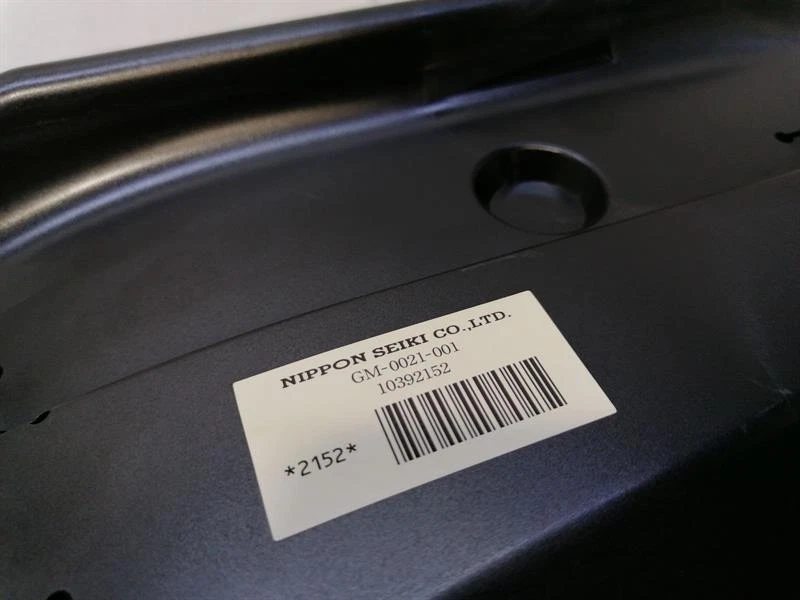 NIPPON SEIKI CO.,LTD.
GM-0021-001
10392152
*2152*